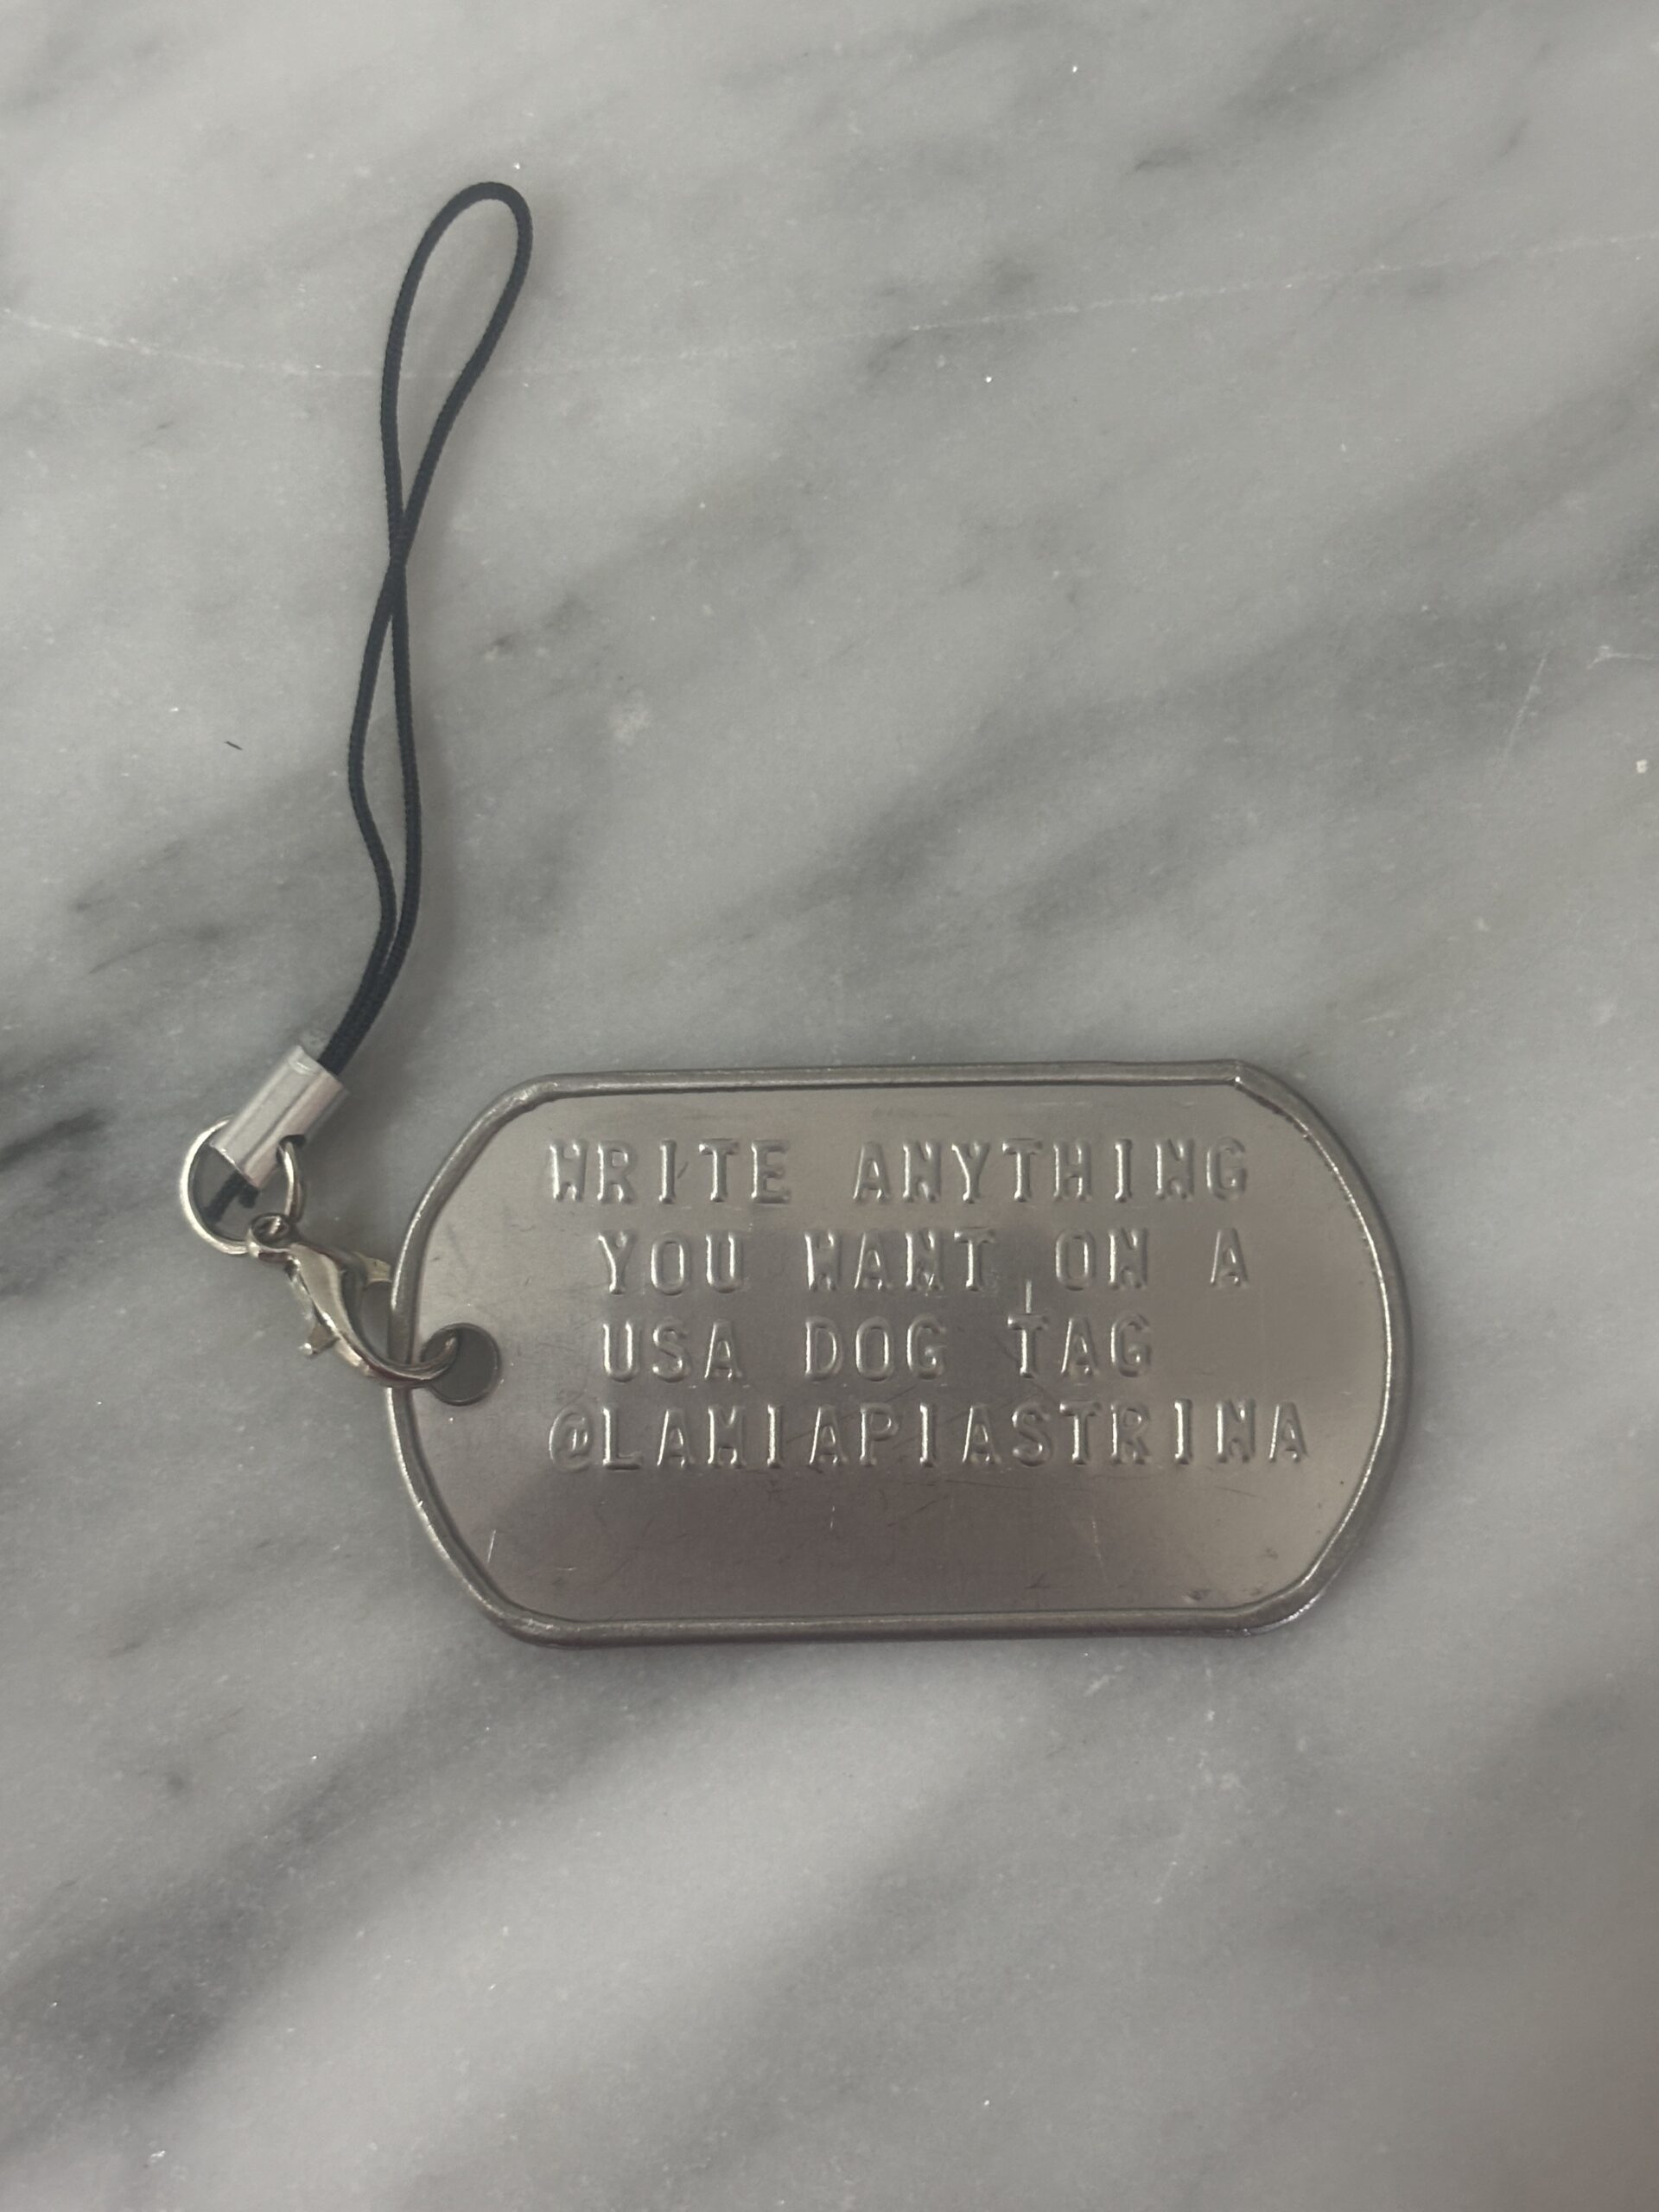 WRITE ANYTHING
YOU WANT ON A
USA DOG TAG
@LAMIAPIASTRINA